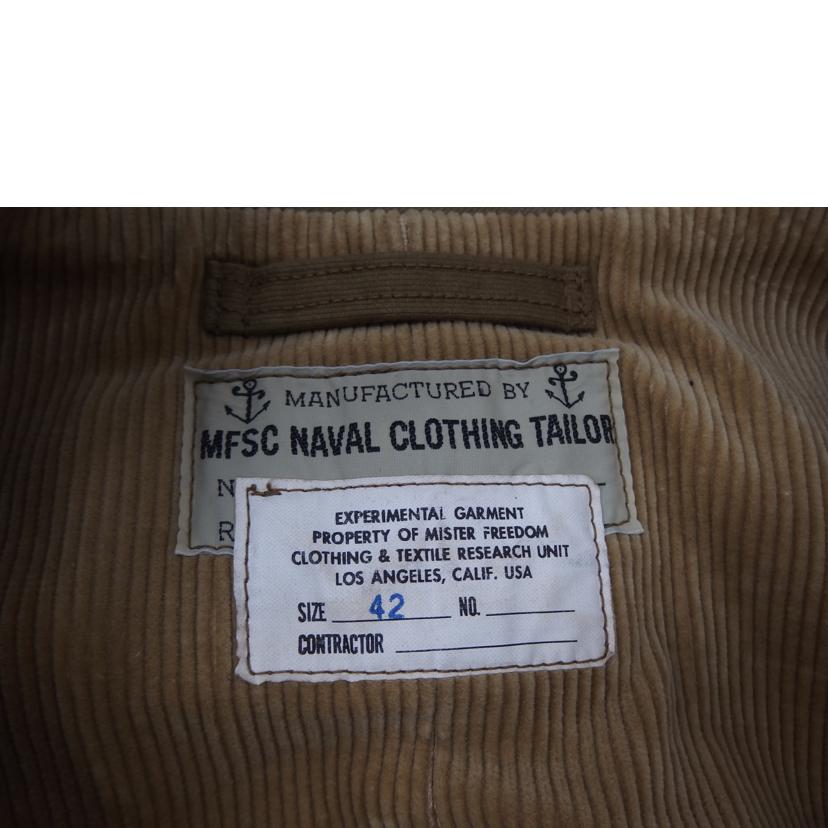 MANUFACTURED BY
MFSC NAVAL CLOTHING TAILOR
N
R
EXPERIMENTAL GARMENT
PROPERTY OF MISTER FREEDOM
CLOTHING & TEXTILE RESEARCH UNIT
LOS ANGELES, CALIF. USA
SIZE 42 NO.
CONTRACTOR